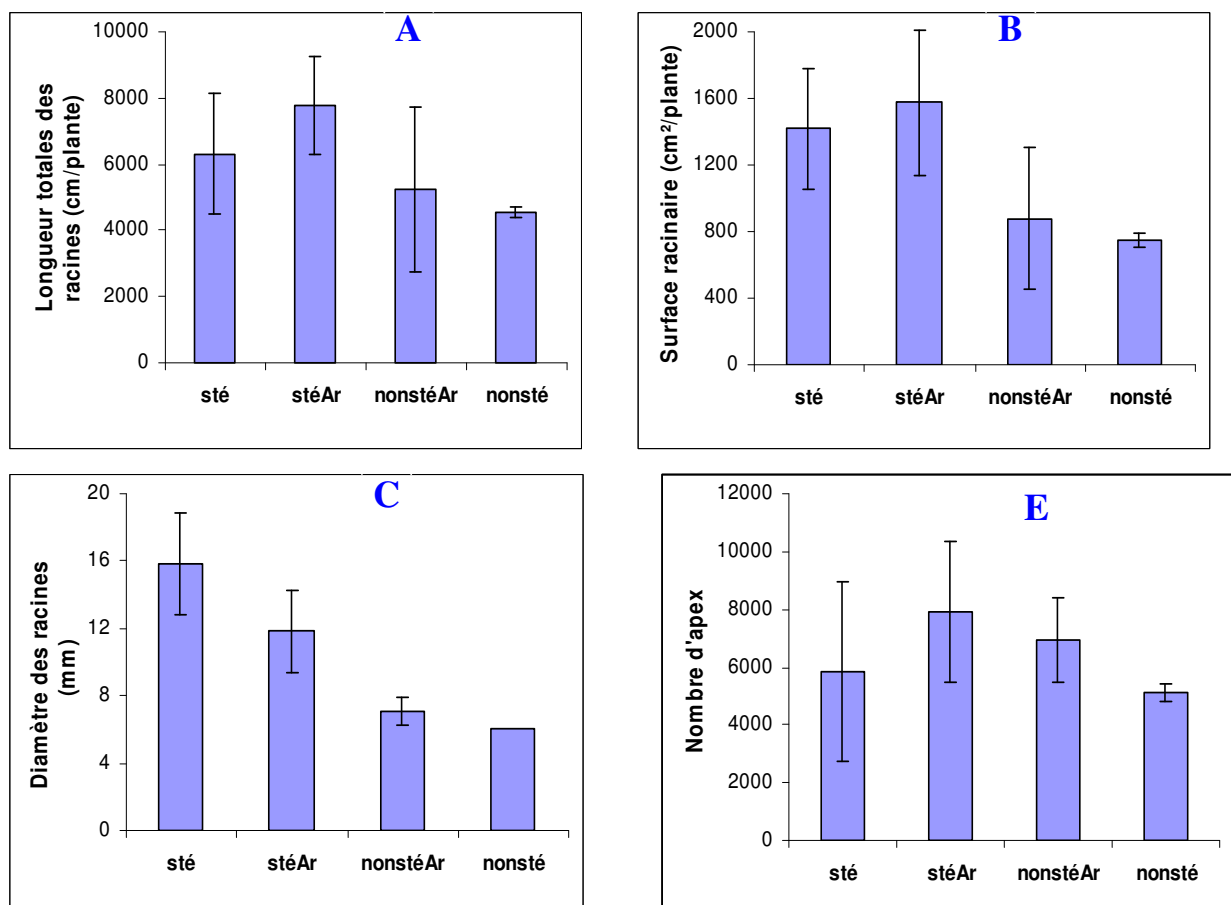 A
Longueur totales des
racines (cm/plante)
10000
8000
6000
4000
2000
0
sté stéAr nonstéAr nonsté
B
Surface racinaire (cm²/plante)
2000
1600
1200
800
400
0
sté stéAr nonstéAr nonsté
C
Diamètre des racines
(mm)
20
16
12
8
4
0
sté stéAr nonstéAr nonsté
E
Nombre d'apex
12000
10000
8000
6000
4000
2000
0
sté stéAr nonstéAr nonsté